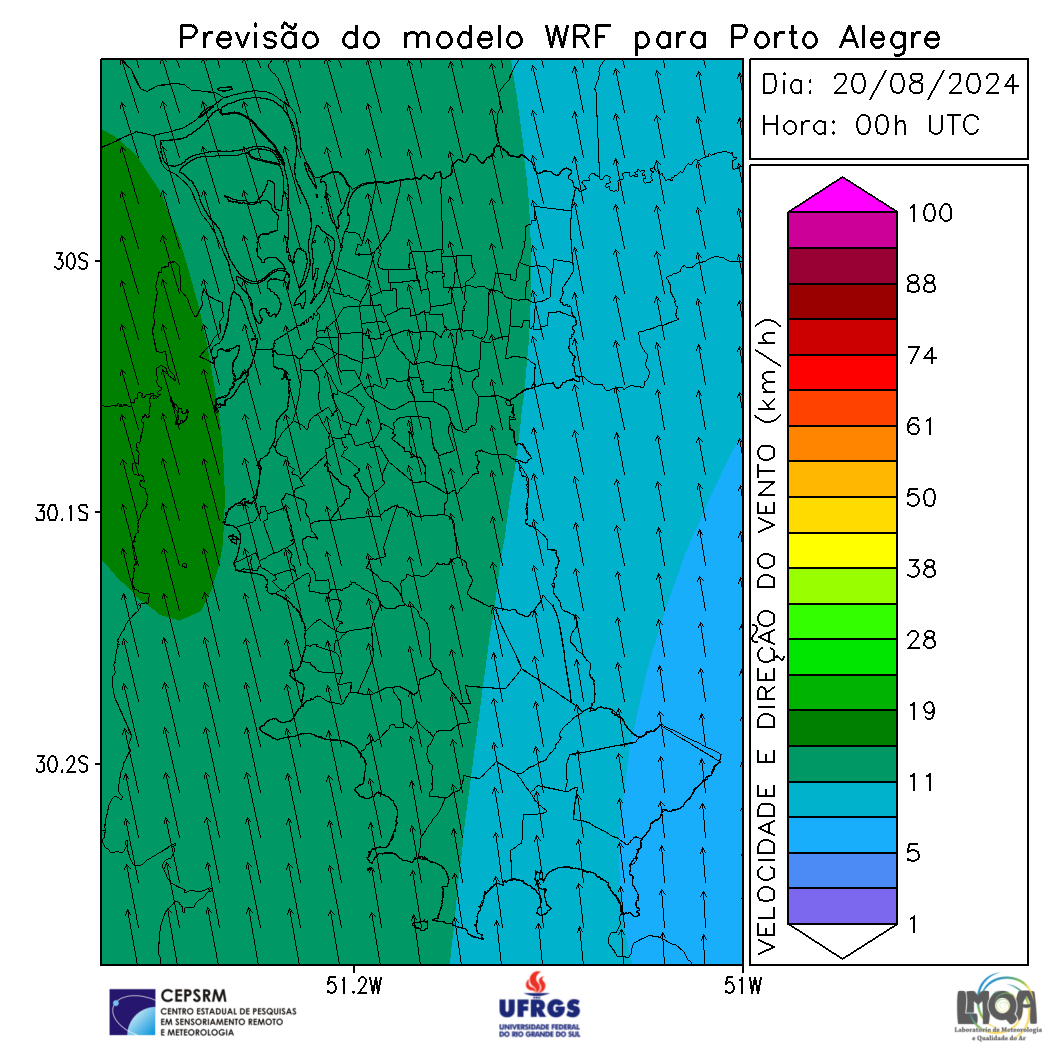 Previsão do modelo WRF para Porto Alegre
Dia: 20/08/2024
Hora: 00h UTC
30S
30.1S
30.2S
51.2W
51W
VELOCIDADE E DIREÇÃO DO VENTO (km/h)
100
88
74
61
50
38
28
19
11
5
1
CEPSRM
CENTRO ESTADUAL DE PESQUISAS
EM SENSORIAMENTO REMOTO
E METEOROLOGIA
UFRGS
UNIVERSIDADE FEDERAL
DO RIO GRANDE DO SUL
LMQA
Laboratório de Meteorologia
e Qualidade do Ar